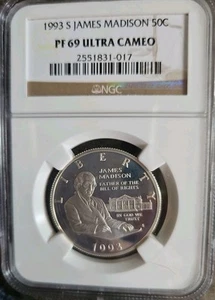 1993 S JAMES MADISON 50C
PF 69 ULTRA CAMEO
2551831-017
NGC
LIBERTY
JAMES
MADISON
FATHER OF THE
BILL OF RIGHTS
IN GOD WE
TRUST
1993